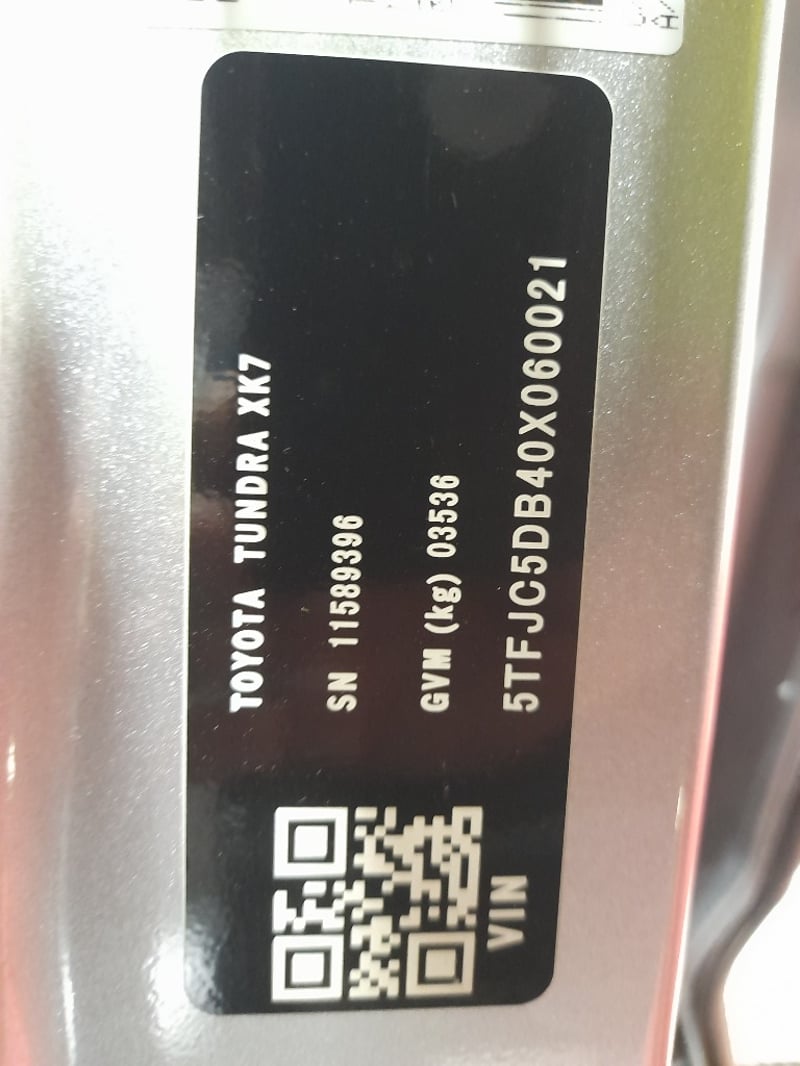 TOYOTA TUNDRA XK7
SN 11589396
GVM (kg) 03536
VIN 5TFJC5DB40X060021